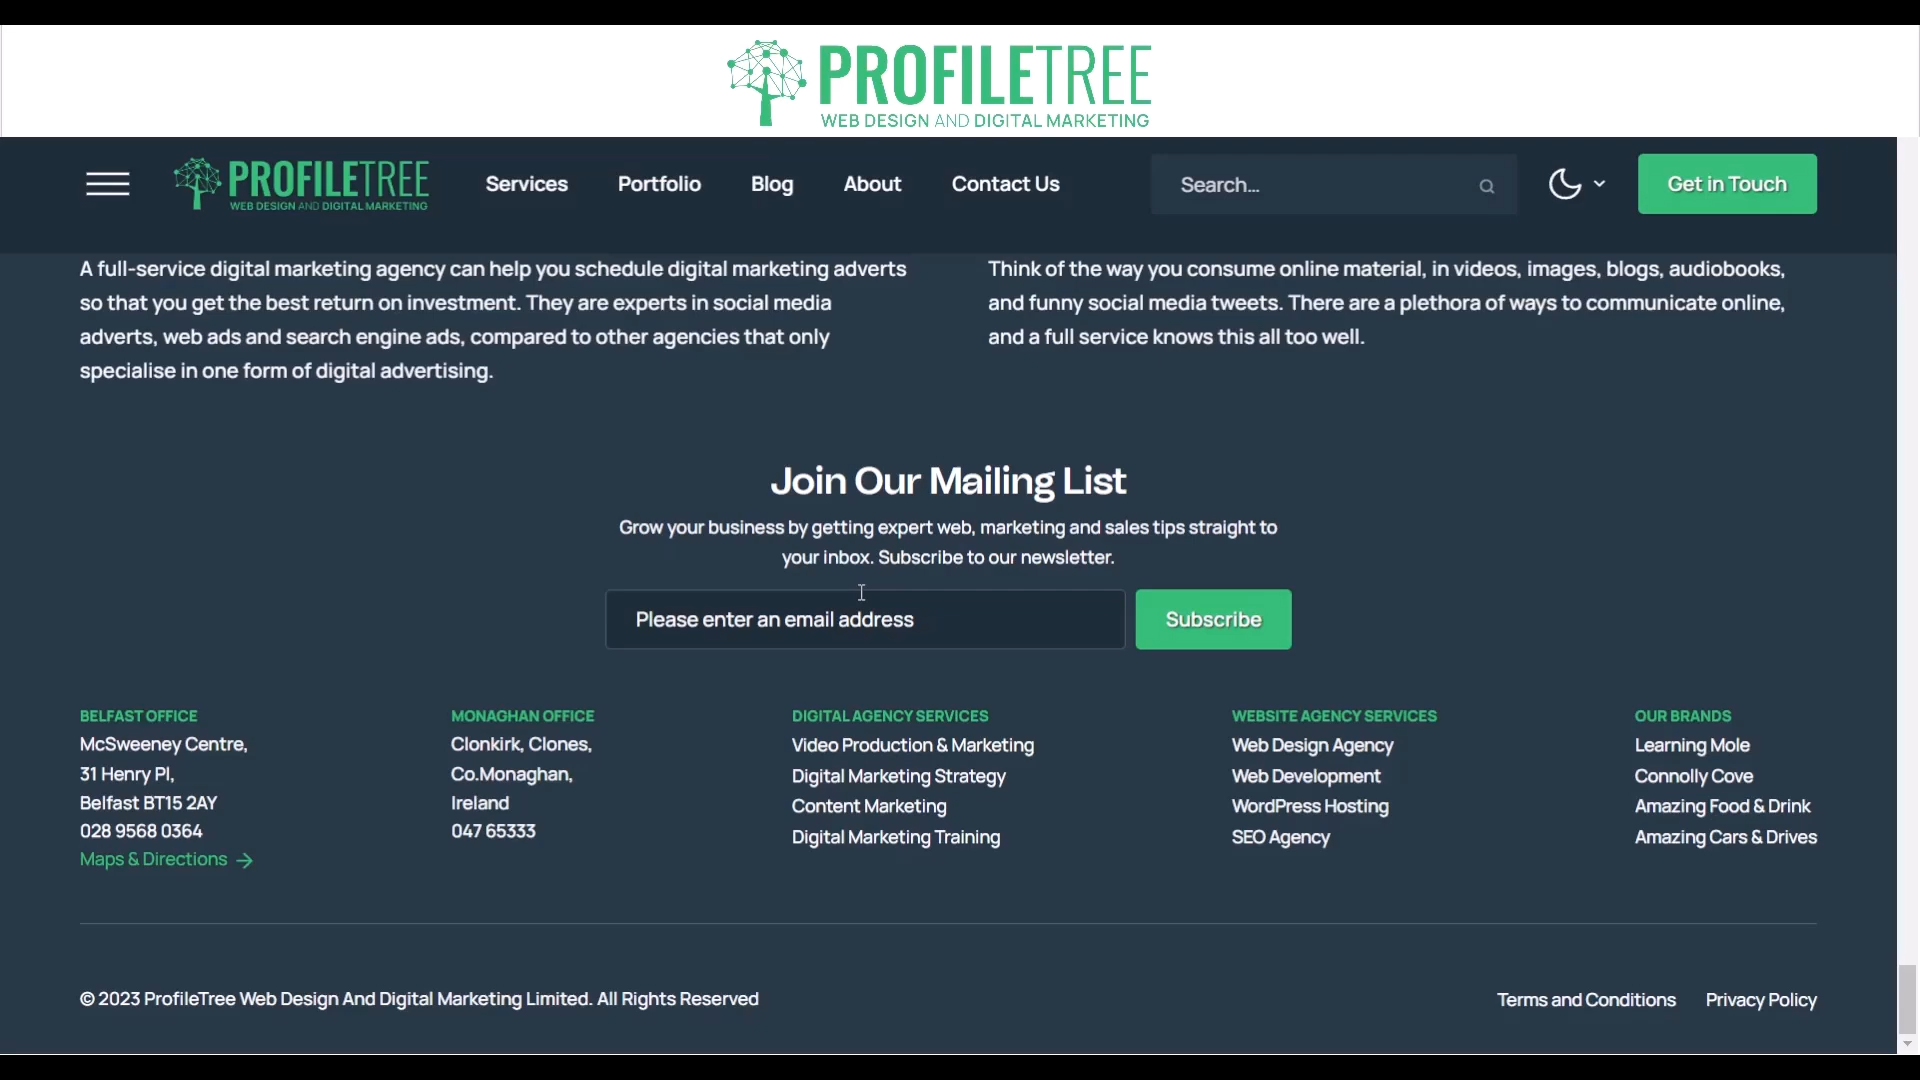 PROFILETREE
WEB DESIGN AND DIGITAL MARKETING
PROFILETREE
WEB DESIGN AND DIGITAL MARKETING
Services
Portfolio
Blog
About
Contact Us
Search...
Get in Touch
A full-service digital marketing agency can help you schedule digital marketing adverts
so that you get the best return on investment. They are experts in social media
adverts, web ads and search engine ads, compared to other agencies that only
specialise in one form of digital advertising.
Think of the way you consume online material, in videos, images, blogs, audiobooks,
and funny social media tweets. There are a plethora of ways to communicate online,
and a full service knows this all too well.
Join Our Mailing List
Grow your business by getting expert web, marketing and sales tips straight to
your inbox. Subscribe to our newsletter.
Please enter an email address
Subscribe
BELFAST OFFICE
McSweeney Centre,
31 Henry Pl,
Belfast BT15 2AY
028 9568 0364
Maps & Directions
MONAGHAN OFFICE
Clonkirk, Clones,
Co.Monaghan,
Ireland
047 65333
DIGITAL AGENCY SERVICES
Video Production & Marketing
Digital Marketing Strategy
Content Marketing
Digital Marketing Training
WEBSITE AGENCY SERVICES
Web Design Agency
Web Development
WordPress Hosting
SEO Agency
OUR BRANDS
Learning Mole
Connolly Cove
Amazing Food & Drink
Amazing Cars & Drives
© 2023 ProfileTree Web Design And Digital Marketing Limited. All Rights Reserved
Terms and Conditions
Privacy Policy